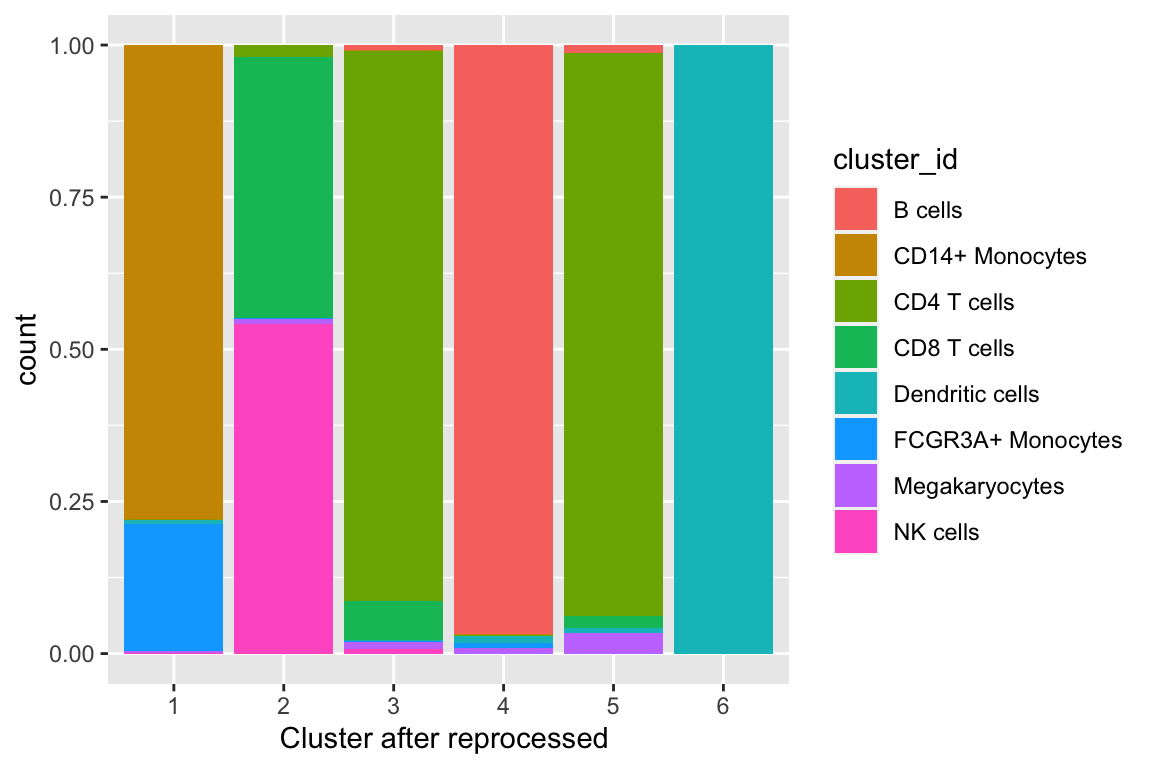 1.00
0.75
0.50
0.25
0.00
count
1 2 3 4 5 6
Cluster after reprocessed
cluster_id
B cells
CD14+ Monocytes
CD4 T cells
CD8 T cells
Dendritic cells
FCGR3A+ Monocytes
Megakaryocytes
NK cells